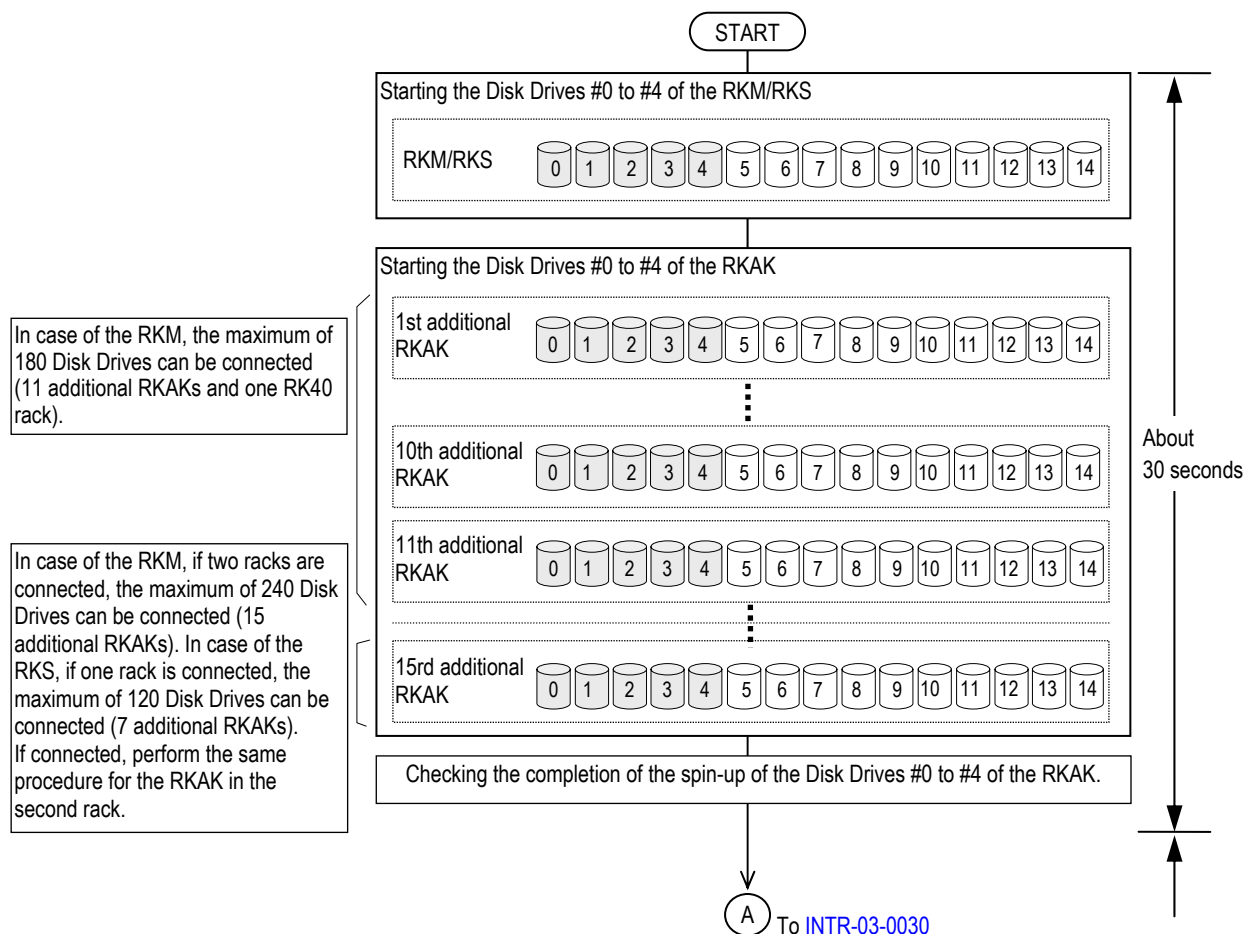 START
Starting the Disk Drives #0 to #4 of the RKM/RKS
RKM/RKS
0 1 2 3 4 5 6 7 8 9 10 11 12 13 14
Starting the Disk Drives #0 to #4 of the RKAK
1st additional
RKAK
0 1 2 3 4 5 6 7 8 9 10 11 12 13 14
In case of the RKM, the maximum of
180 Disk Drives can be connected
(11 additional RKAKs and one RK40
rack).
10th additional
RKAK
0 1 2 3 4 5 6 7 8 9 10 11 12 13 14
About
30 seconds
11th additional
RKAK
0 1 2 3 4 5 6 7 8 9 10 11 12 13 14
In case of the RKM, if two racks are
connected, the maximum of 240 Disk
Drives can be connected (15
additional RKAKs). In case of the
RKS, if one rack is connected, the
maximum of 120 Disk Drives can be
connected (7 additional RKAKs).
If connected, perform the same
procedure for the RKAK in the
second rack.
15rd additional
RKAK
0 1 2 3 4 5 6 7 8 9 10 11 12 13 14
Checking the completion of the spin-up of the Disk Drives #0 to #4 of the RKAK.
A
To INTR-03-0030